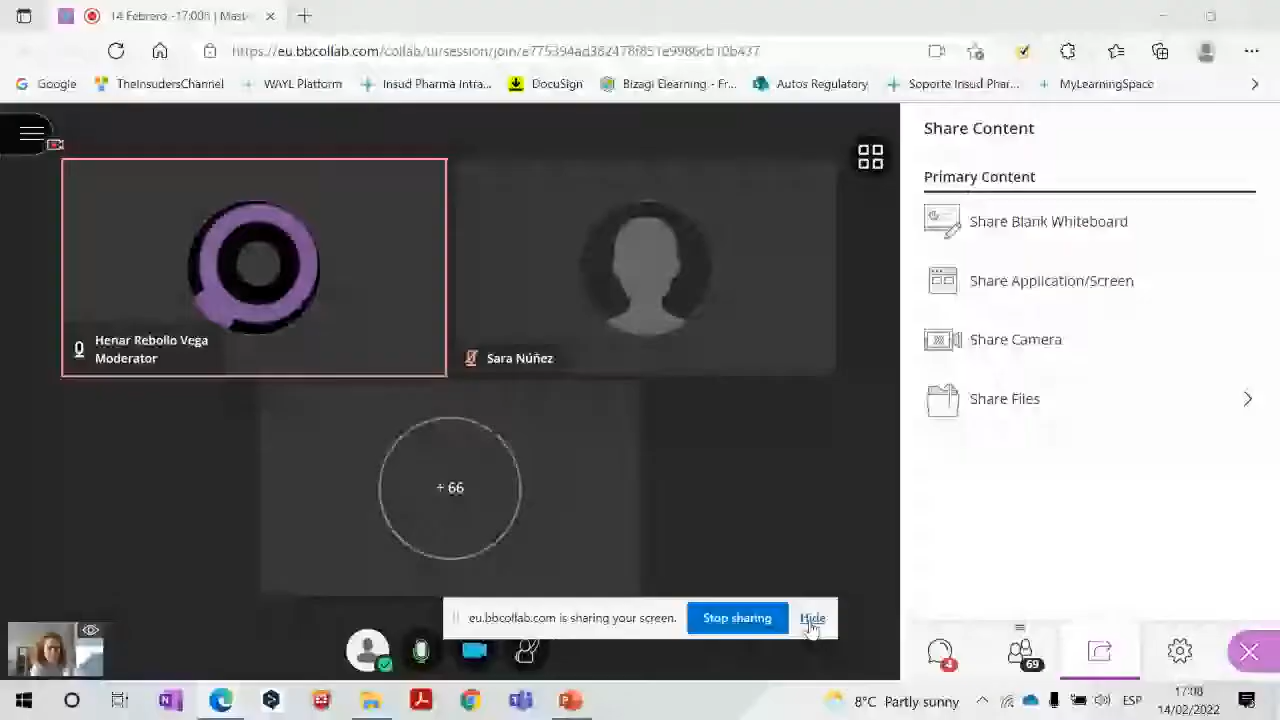 14 Febrero -17:00h | Mast
https://eu.bbcollab.com/collab/ui/session/join/e775394ad382478f851e9986cb10b437
Google TheInsudersChannel WAYL Platform Insud Pharma Intra... DocuSign Bizagi Elearning - Fr... Autos Regulatory Soporte Insud Phar... MyLearningSpace
Share Content
Primary Content
Share Blank Whiteboard
Share Application/Screen
Share Camera
Share Files
Henar Rebollo Vega
Moderator
Sara Núñez
+ 66
eu.bbcollab.com is sharing your screen. Stop sharing Hide
69
8°C Partly sunny
ESP
17:08
14/02/2022